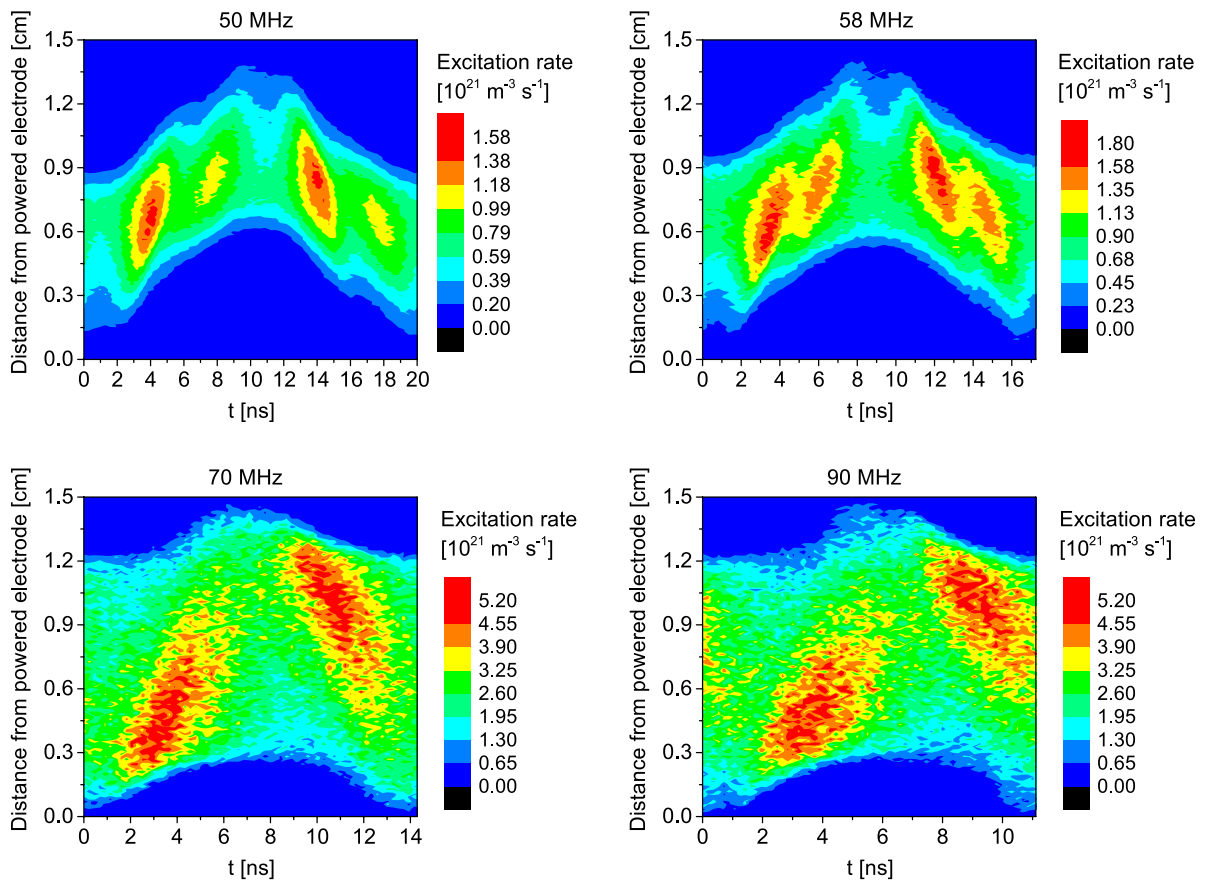 50 MHz
Distance from powered electrode [cm]
1.5
1.2
0.9
0.6
0.3
0.0
0 2 4 6 8 10 12 14 16 18 20
t [ns]
Excitation rate
[10²¹ m⁻³ s⁻¹]
1.58
1.38
1.18
0.99
0.79
0.59
0.39
0.20
0.00
58 MHz
Distance from powered electrode [cm]
1.5
1.2
0.9
0.6
0.3
0.0
0 2 4 6 8 10 12 14 16
t [ns]
Excitation rate
[10²¹ m⁻³ s⁻¹]
1.80
1.58
1.35
1.13
0.90
0.68
0.45
0.23
0.00
70 MHz
Distance from powered electrode [cm]
1.5
1.2
0.9
0.6
0.3
0.0
0 2 4 6 8 10 12 14
t [ns]
Excitation rate
[10²¹ m⁻³ s⁻¹]
5.20
4.55
3.90
3.25
2.60
1.95
1.30
0.65
0.00
90 MHz
Distance from powered electrode [cm]
1.5
1.2
0.9
0.6
0.3
0.0
0 2 4 6 8 10
t [ns]
Excitation rate
[10²¹ m⁻³ s⁻¹]
5.20
4.55
3.90
3.25
2.60
1.95
1.30
0.65
0.00